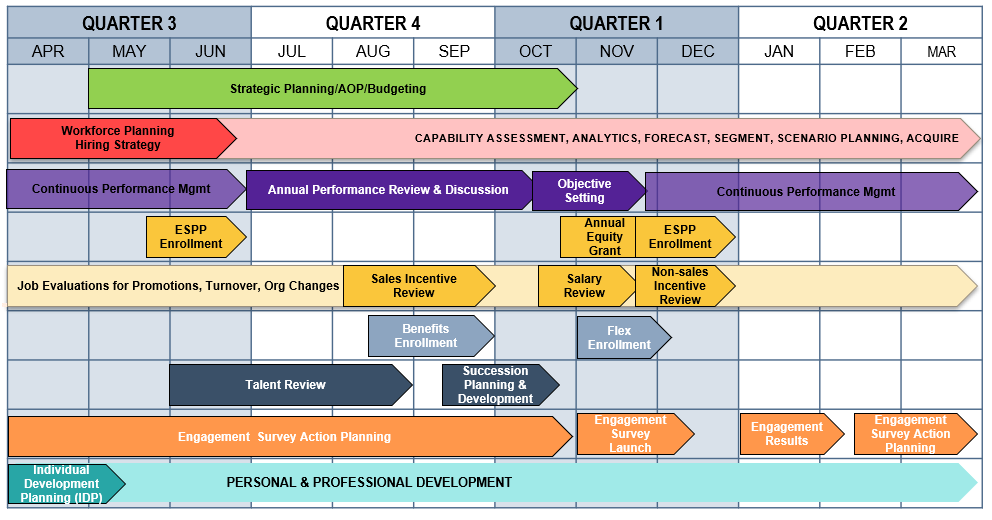 QUARTER 3 QUARTER 4 QUARTER 1 QUARTER 2
APR MAY JUN JUL AUG SEP OCT NOV DEC JAN FEB MAR
Strategic Planning/AOP/Budgeting
Workforce Planning
Hiring Strategy
CAPABILITY ASSESSMENT, ANALYTICS, FORECAST, SEGMENT, SCENARIO PLANNING, ACQUIRE
Continuous Performance Mgmt
Annual Performance Review & Discussion
Objective
Setting
Continuous Performance Mgmt
ESPP
Enrollment
Annual
Equity
Grant
ESPP
Enrollment
Job Evaluations for Promotions, Turnover, Org Changes
Sales Incentive
Review
Salary
Review
Non-sales
Incentive
Review
Benefits
Enrollment
Flex
Enrollment
Talent Review
Succession
Planning &
Development
Engagement Survey Action Planning
Engagement
Survey
Launch
Engagement
Results
Engagement
Survey Action
Planning
Individual
Development
Planning (IDP)
PERSONAL & PROFESSIONAL DEVELOPMENT